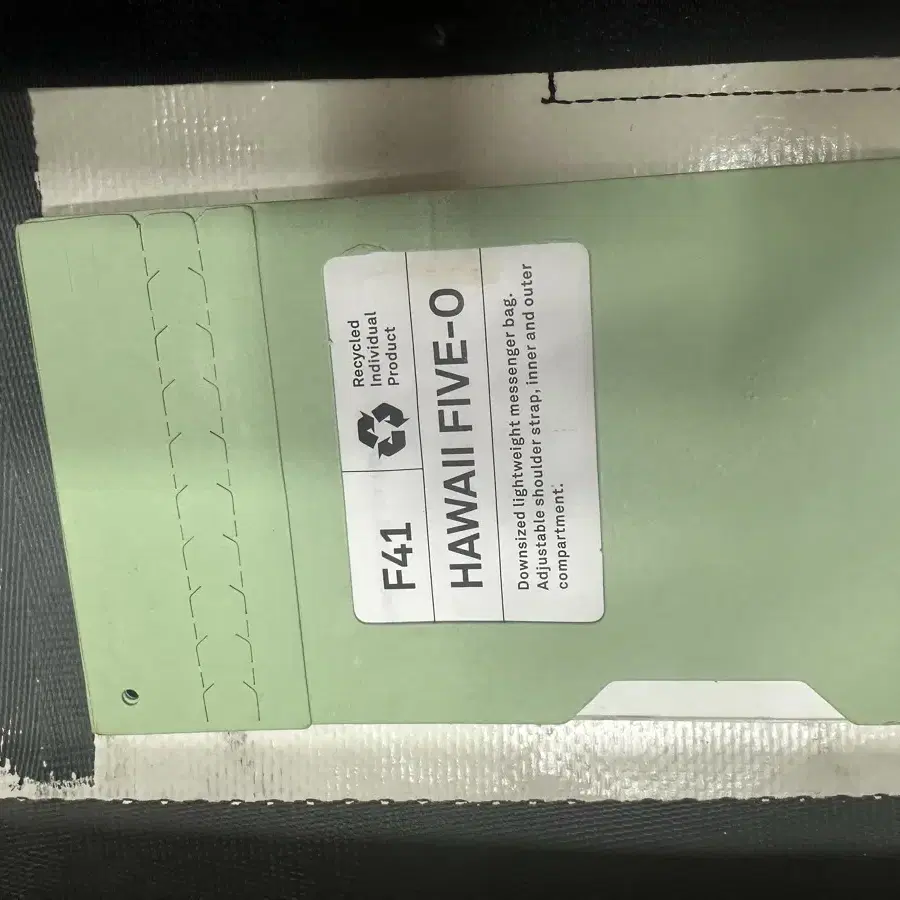 F41
Recycled
Individual
Product
HAWAII FIVE-O
Downsized lightweight messenger bag.
Adjustable shoulder strap, inner and outer
compartment.